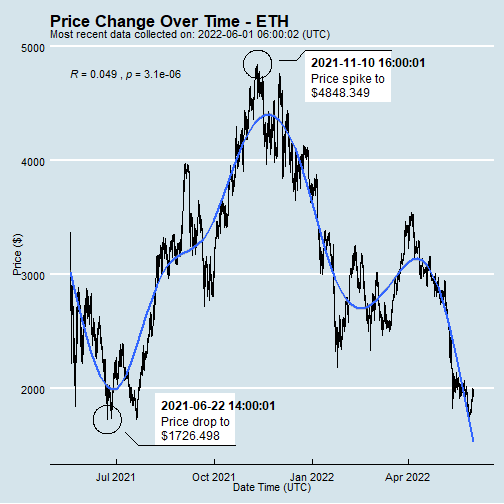 Price Change Over Time - ETH
Most recent data collected on: 2022-06-01 06:00:02 (UTC)
5000
R = 0.049 , p = 3.1e-06
2021-11-10 16:00:01
Price spike to
$4848.349
4000
Price ($)
3000
2000
2021-06-22 14:00:01
Price drop to
$1726.498
Jul 2021
Oct 2021
Jan 2022
Apr 2022
Date Time (UTC)